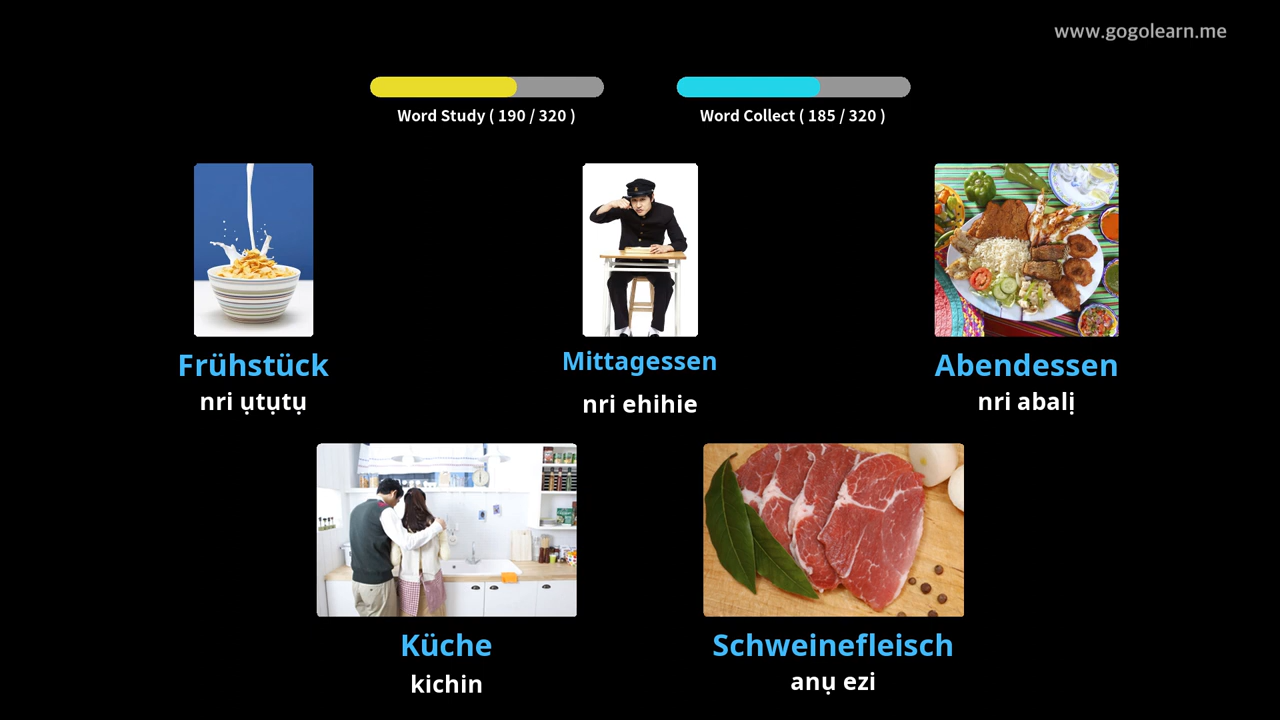 www.gogolearn.me
Word Study ( 190 / 320 )
Word Collect ( 185 / 320 )
Frühstück
nri ụtụtụ
Mittagessen
nri ehihie
Abendessen
nri abalị
Küche
kichin
Schweinefleisch
anụ ezi